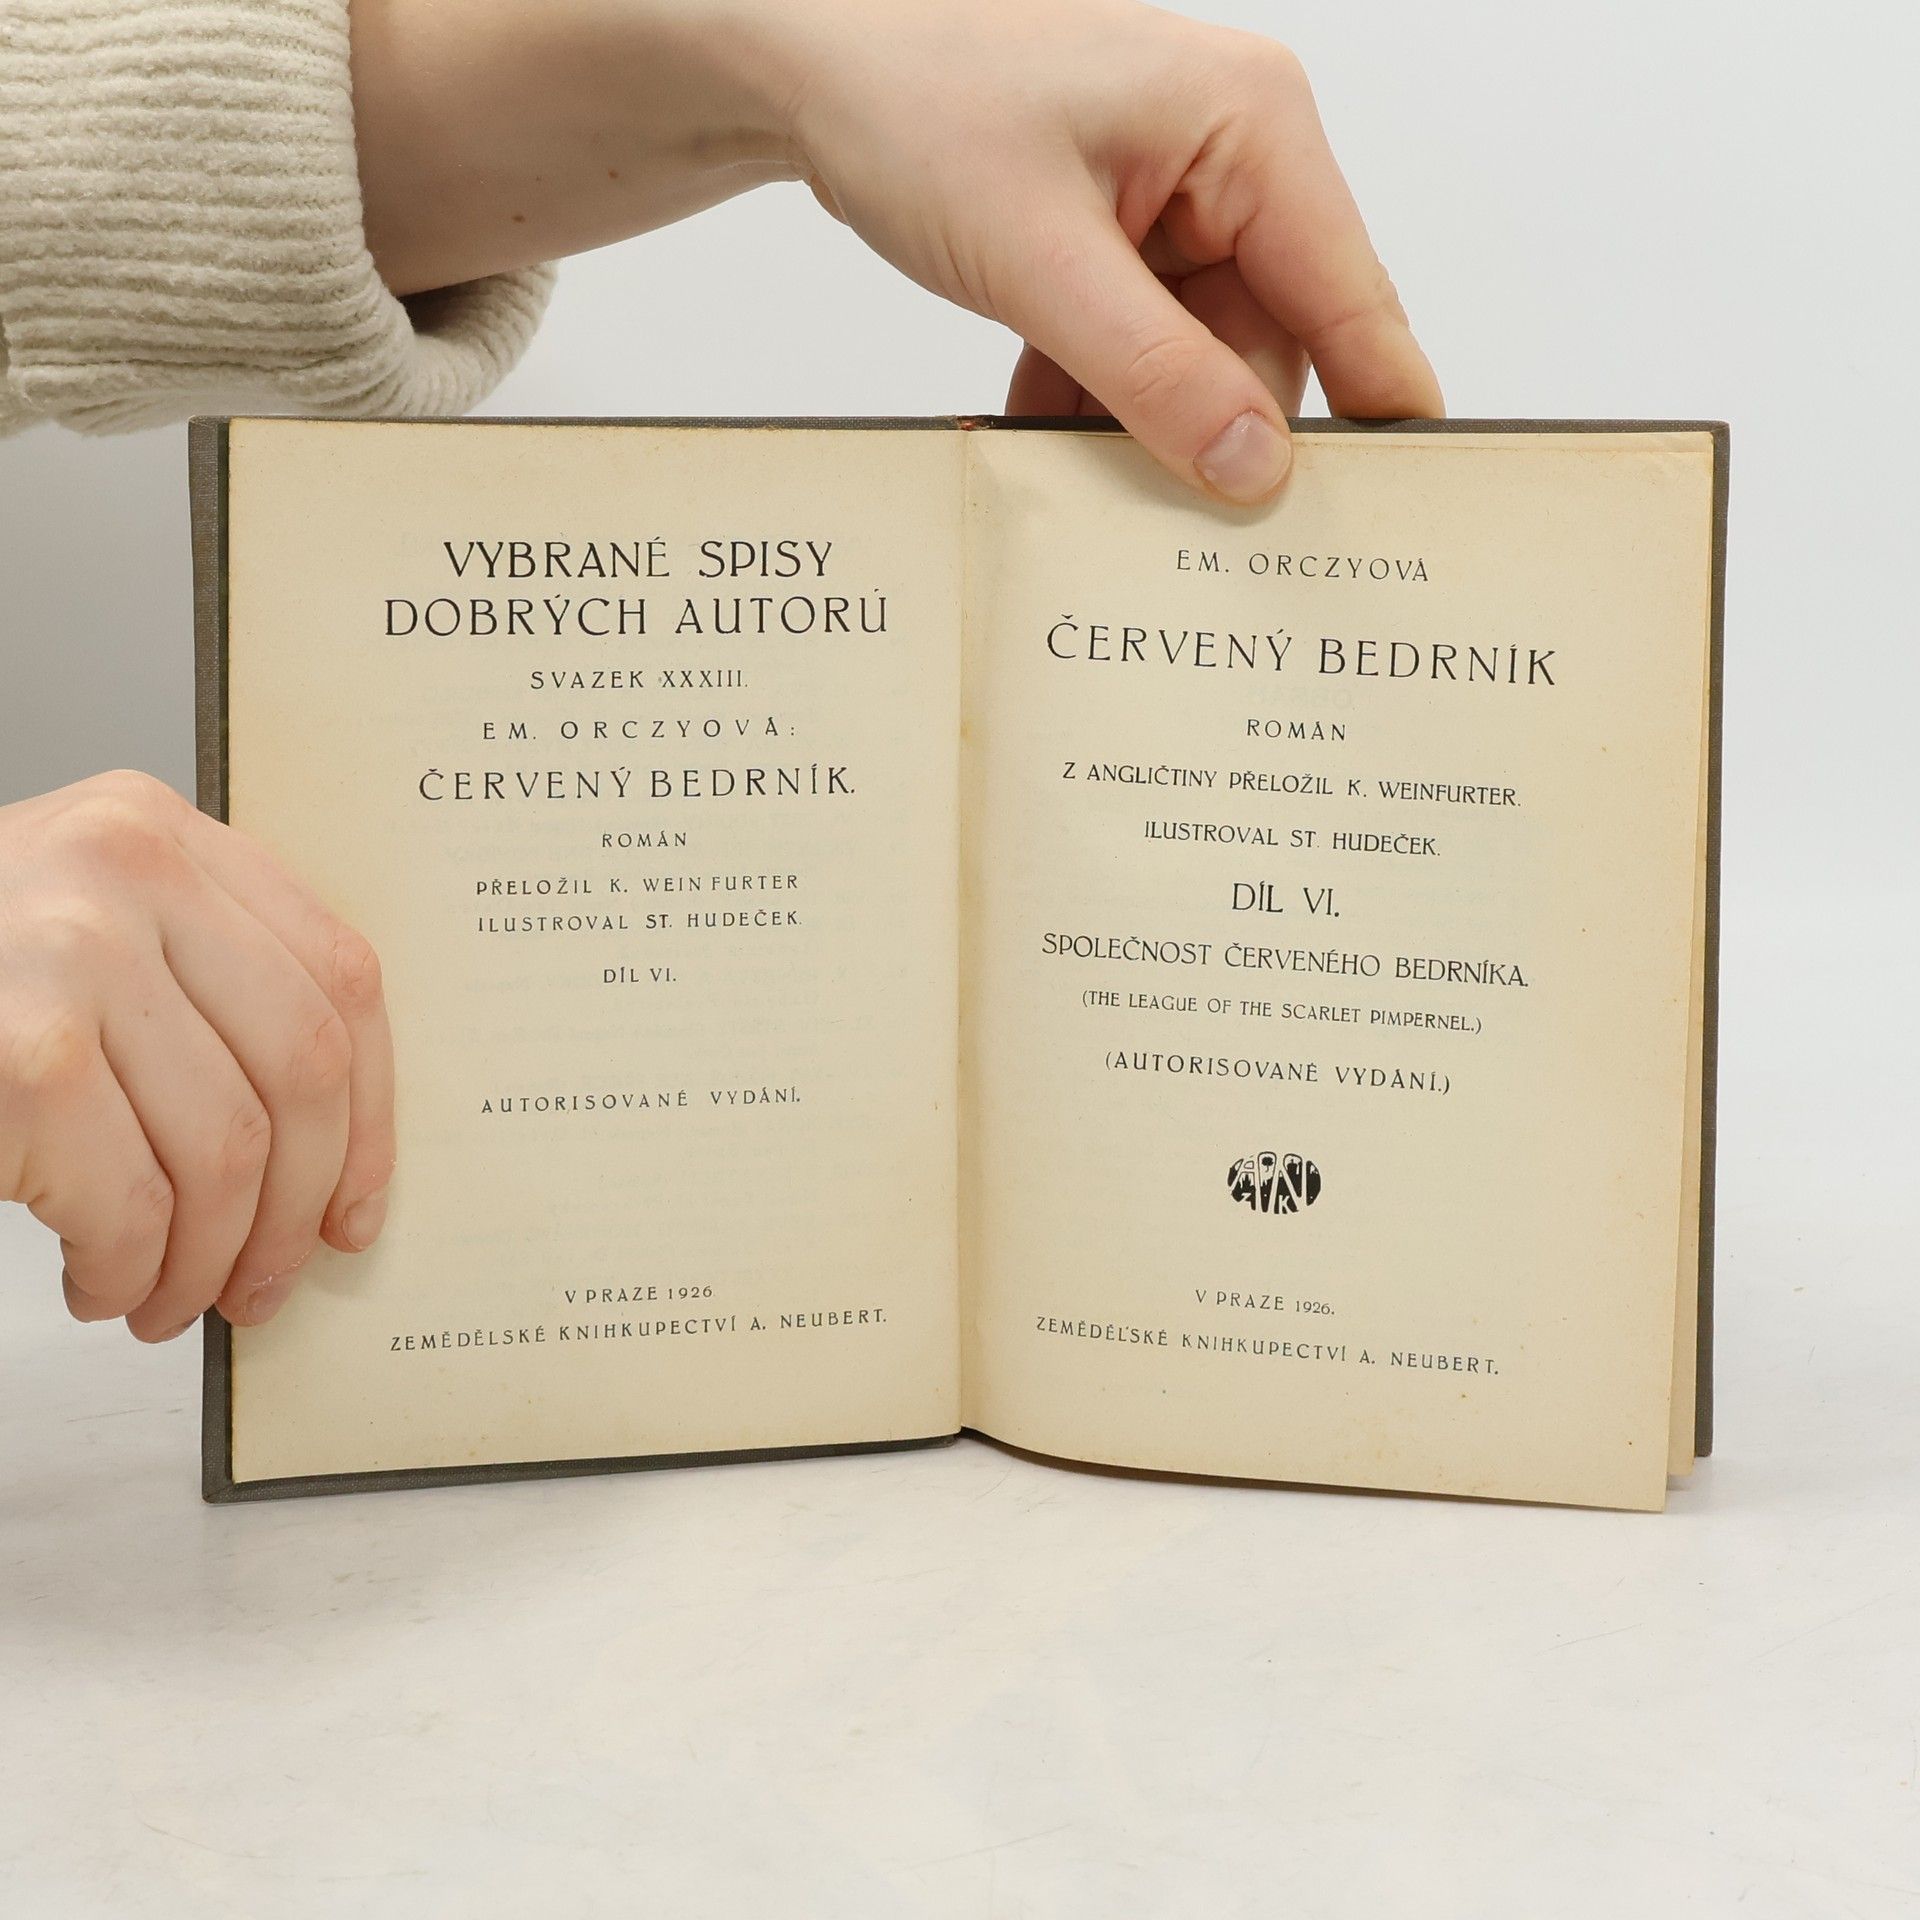 VYBRANÉ SPISY
DOBRÝCH AUTORŮ
SVAZEK XXXIII.
EM. ORCZYOVÁ:
ČERVENÝ BEDRNÍK.
ROMÁN
PŘELOŽIL K. WEINFURTER
ILUSTROVAL ST. HUDEČEK.
DÍL VI.
AUTORISOVANÉ VYDÁNÍ.
V PRAZE 1926
ZEMĚDĚLSKÉ KNIHKUPECTVÍ A. NEUBERT.
EM. ORCZYOVÁ
ČERVENÝ BEDRNÍK
ROMÁN
Z ANGLIČTINY PŘELOŽIL K. WEINFURTER.
ILUSTROVAL ST. HUDEČEK.
DÍL VI.
SPOLEČNOST ČERVENÉHO BEDRNÍKA.
(THE LEAGUE OF THE SCARLET PIMPERNEL.)
(AUTORISOVANÉ VYDÁNÍ.)
V PRAZE 1926.
ZEMĚDĚLSKÉ KNIHKUPECTVÍ A. NEUBERT.